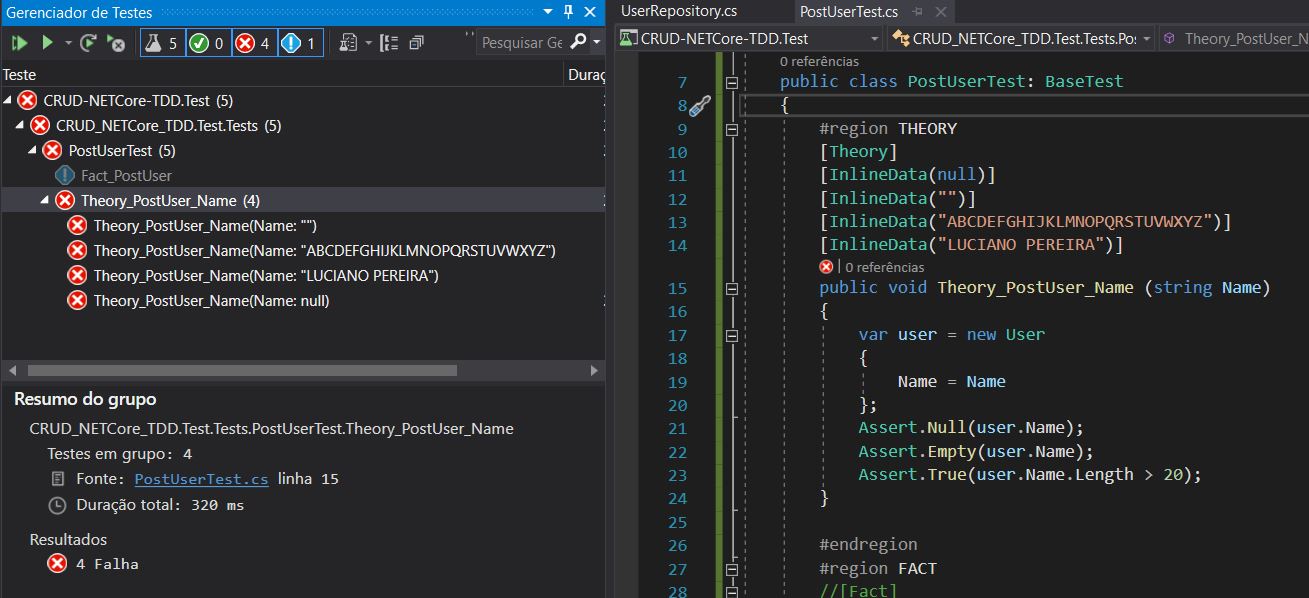 Gerenciador de Testes
5 0 4 1 Pesquisar Ge
Teste Duraç
CRUD-NETCore-TDD.Test (5)
CRUD_NETCore_TDD.Test.Tests (5)
PostUserTest (5)
Fact_PostUser
Theory_PostUser_Name (4)
Theory_PostUser_Name(Name: "")
Theory_PostUser_Name(Name: "ABCDEFGHIJKLMNOPQRSTUVWXYZ")
Theory_PostUser_Name(Name: "LUCIANO PEREIRA")
Theory_PostUser_Name(Name: null)
Resumo do grupo
CRUD_NETCore_TDD.Test.Tests.PostUserTest.Theory_PostUser_Name
Testes em grupo: 4
Fonte: PostUserTest.cs linha 15
Duração total: 320 ms
Resultados
4 Falha
UserRepository.cs PostUserTest.cs
CRUD-NETCore-TDD.Test CRUD_NETCore_TDD.Test.Tests.Pos Theory_PostUser_N
0 referências
7 public class PostUserTest: BaseTest
8 {
9 #region THEORY
10 [Theory]
11 [InlineData(null)]
12 [InlineData("")]
13 [InlineData("ABCDEFGHIJKLMNOPQRSTUVWXYZ")]
14 [InlineData("LUCIANO PEREIRA")]
| 0 referências
15 public void Theory_PostUser_Name (string Name)
16 {
17 var user = new User
18 {
19 Name = Name
20 };
21 Assert.Null(user.Name);
22 Assert.Empty(user.Name);
23 Assert.True(user.Name.Length > 20);
24 }
25
26 #endregion
27 #region FACT
28 //[Fact]